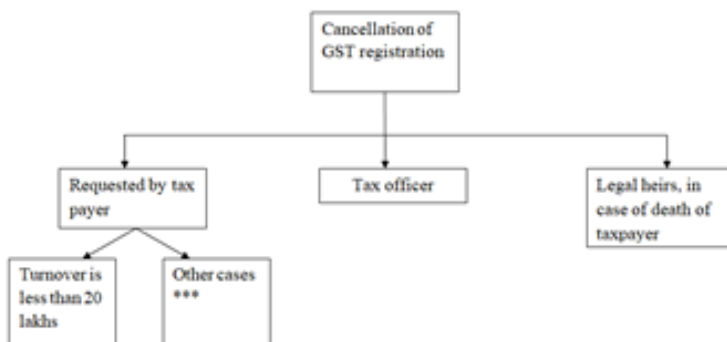 Cancellation of
GST registration
Requested by tax
payer
Tax officer
Legal heirs, in
case of death of
taxpayer
Turnover is
less than 20
lakhs
Other cases
***